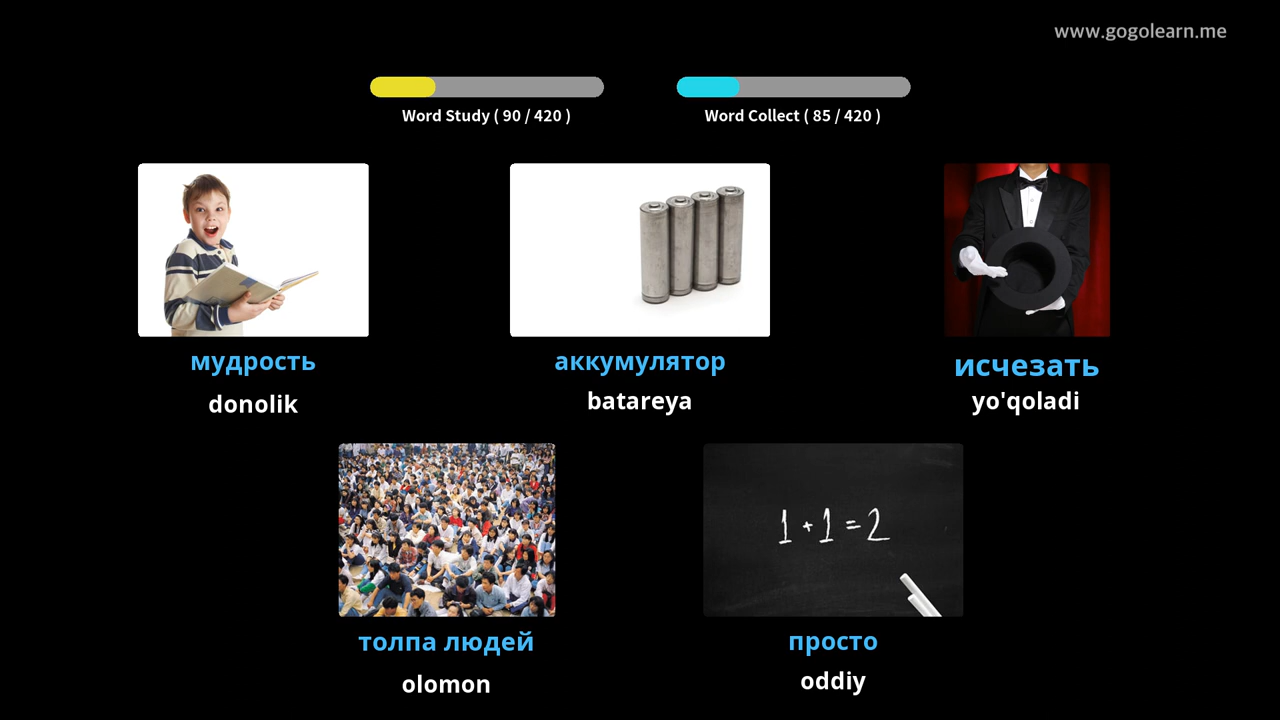 www.gogolearn.me
Word Study ( 90 / 420 )
Word Collect ( 85 / 420 )
мудрость
donolik
аккумулятор
batareya
исчезать
yo'qoladi
1 + 1 = 2
толпа людей
olomon
просто
oddiy